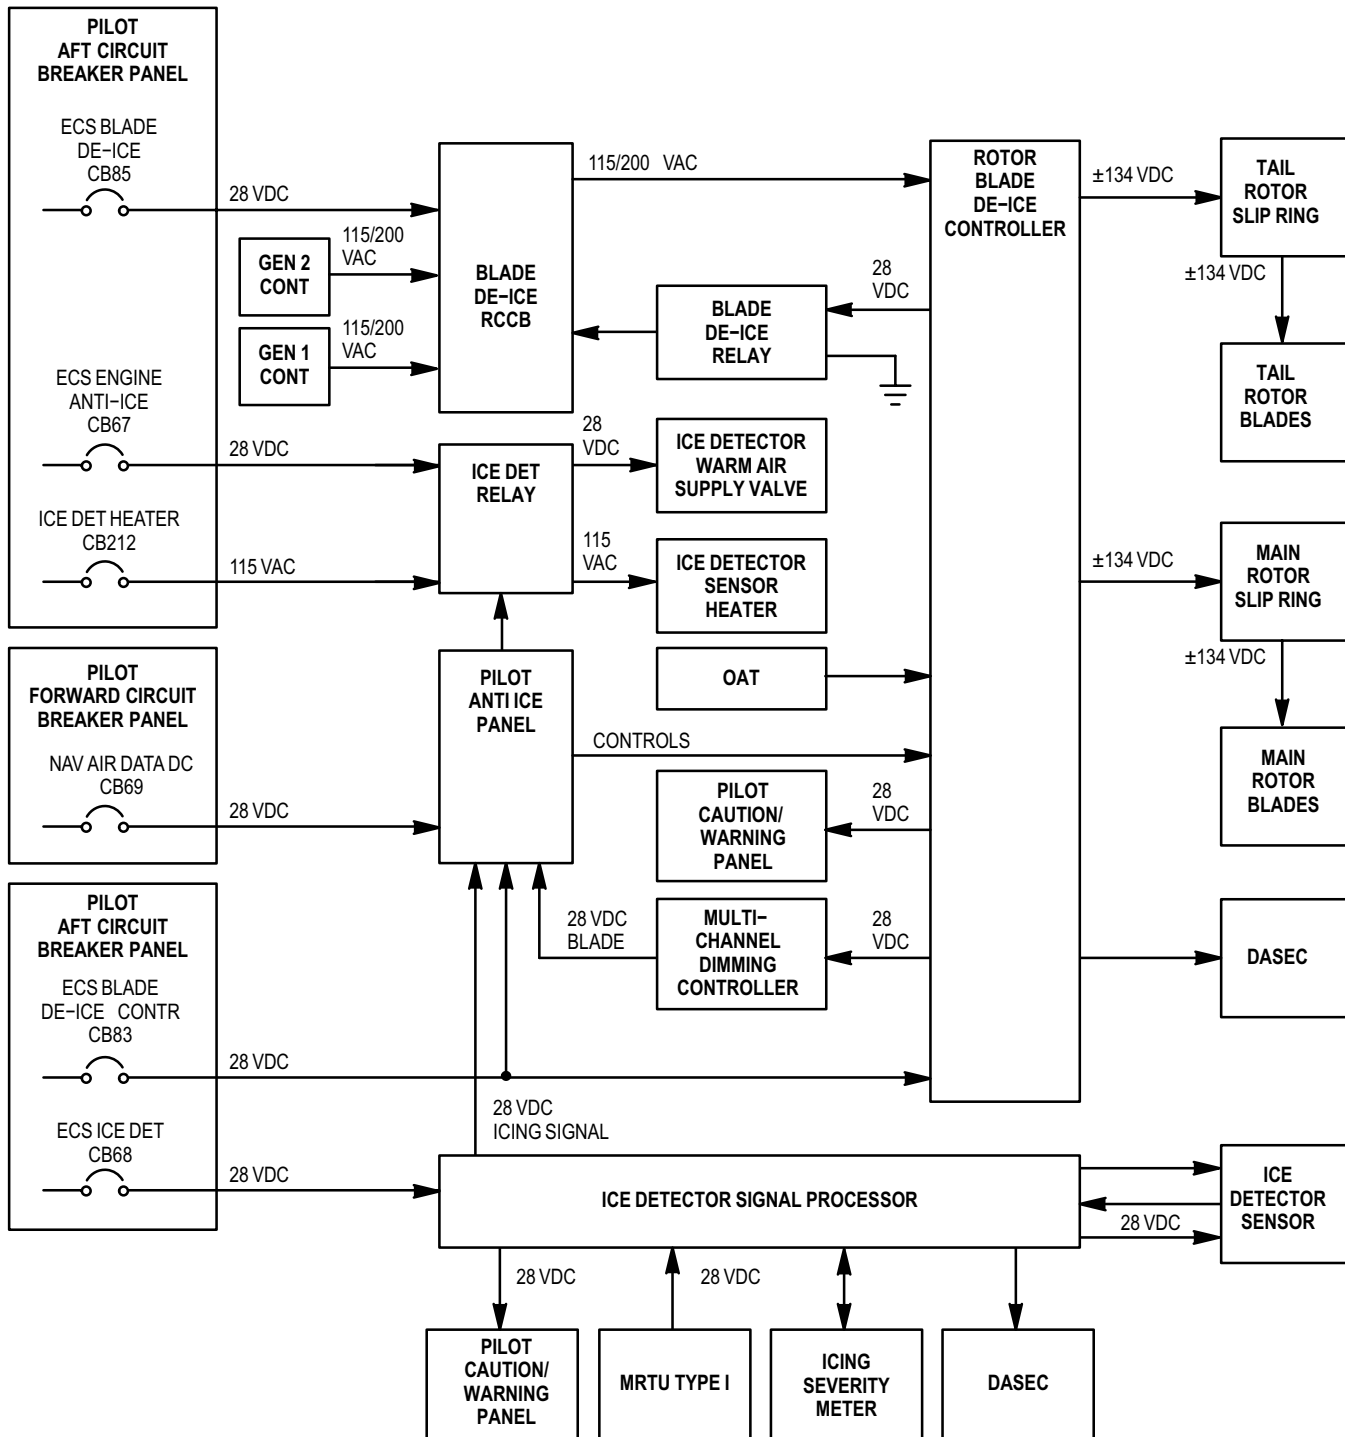 PILOT
AFT CIRCUIT
BREAKER PANEL
ECS BLADE
DE-ICE
CB85
28 VDC
GEN 2
CONT
115/200
VAC
GEN 1
CONT
115/200
VAC
BLADE
DE-ICE
RCCB
115/200 VAC
ROTOR
BLADE
DE-ICE
CONTROLLER
±134 VDC
TAIL
ROTOR
SLIP RING
±134 VDC
TAIL
ROTOR
BLADES
28
VDC
BLADE
DE-ICE
RELAY
ECS ENGINE
ANTI-ICE
CB67
28 VDC
ICE DET
RELAY
28
VDC
ICE DETECTOR
WARM AIR
SUPPLY VALVE
ICE DET HEATER
CB212
115 VAC
115
VAC
ICE DETECTOR
SENSOR
HEATER
±134 VDC
MAIN
ROTOR
SLIP RING
±134 VDC
MAIN
ROTOR
BLADES
PILOT
FORWARD CIRCUIT
BREAKER PANEL
NAV AIR DATA DC
CB69
28 VDC
PILOT
ANTI ICE
PANEL
OAT
CONTROLS
PILOT
CAUTION/
WARNING
PANEL
28
VDC
PILOT
AFT CIRCUIT
BREAKER PANEL
ECS BLADE
DE-ICE CONTR
CB83
28 VDC
28 VDC
BLADE
MULTI-
CHANNEL
DIMMING
CONTROLLER
28
VDC
DASEC
28 VDC
ICING SIGNAL
ECS ICE DET
CB68
28 VDC
ICE DETECTOR SIGNAL PROCESSOR
28 VDC
ICE
DETECTOR
SENSOR
28 VDC
28 VDC
PILOT
CAUTION/
WARNING
PANEL
MRTU TYPE I
ICING
SEVERITY
METER
DASEC